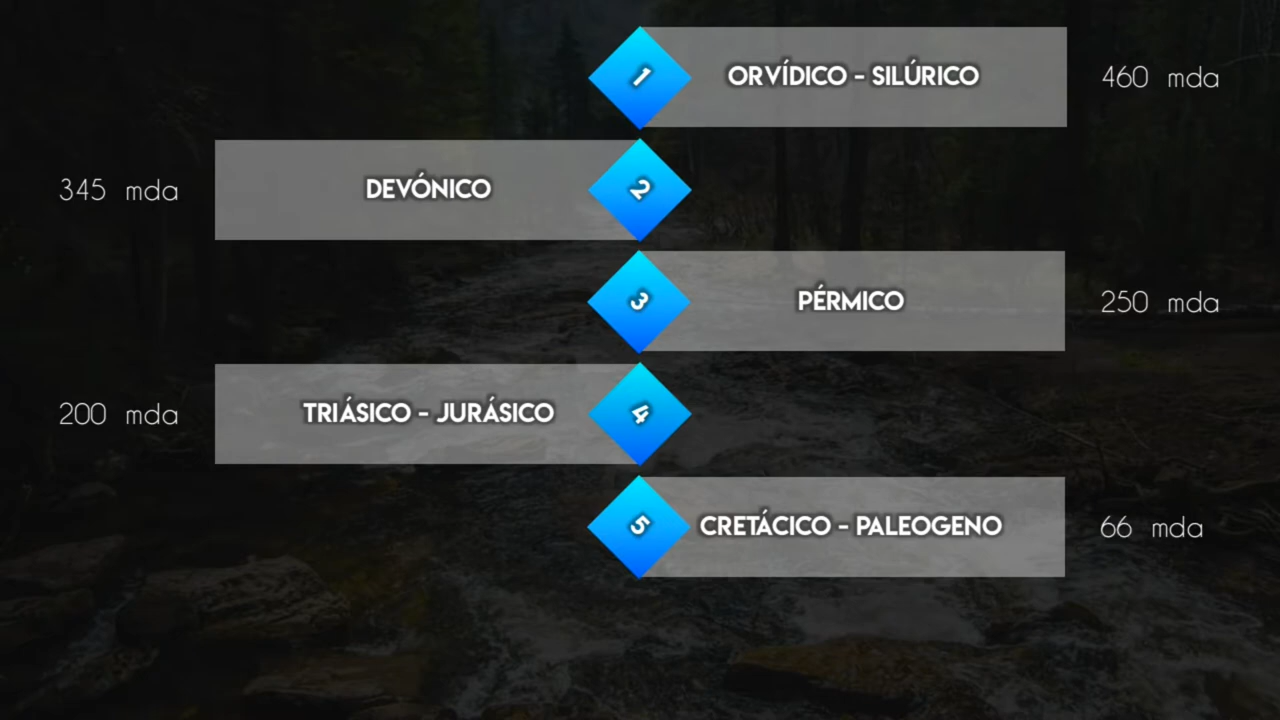 1 ORVÍDICO - SILÚRICO 460 mda
345 mda DEVÓNICO 2
3 PÉRMICO 250 mda
200 mda TRIÁSICO - JURÁSICO 4
5 CRETÁCICO - PALEOGENO 66 mda